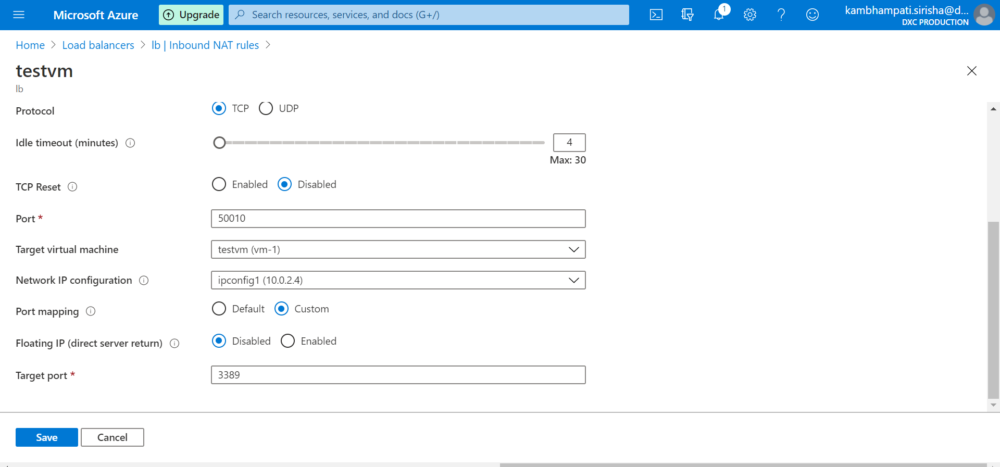 Microsoft Azure
Upgrade
Search resources, services, and docs (G+/)
1
kambhampati.sirisha@d...
DXC PRODUCTION
Home > Load balancers > lb | Inbound NAT rules >
testvm
lb
Protocol
TCP UDP
Idle timeout (minutes)
4
Max: 30
TCP Reset
Enabled Disabled
Port *
50010
Target virtual machine
testvm (vm-1)
Network IP configuration
ipconfig1 (10.0.2.4)
Port mapping
Default Custom
Floating IP (direct server return)
Disabled Enabled
Target port *
3389
Save Cancel